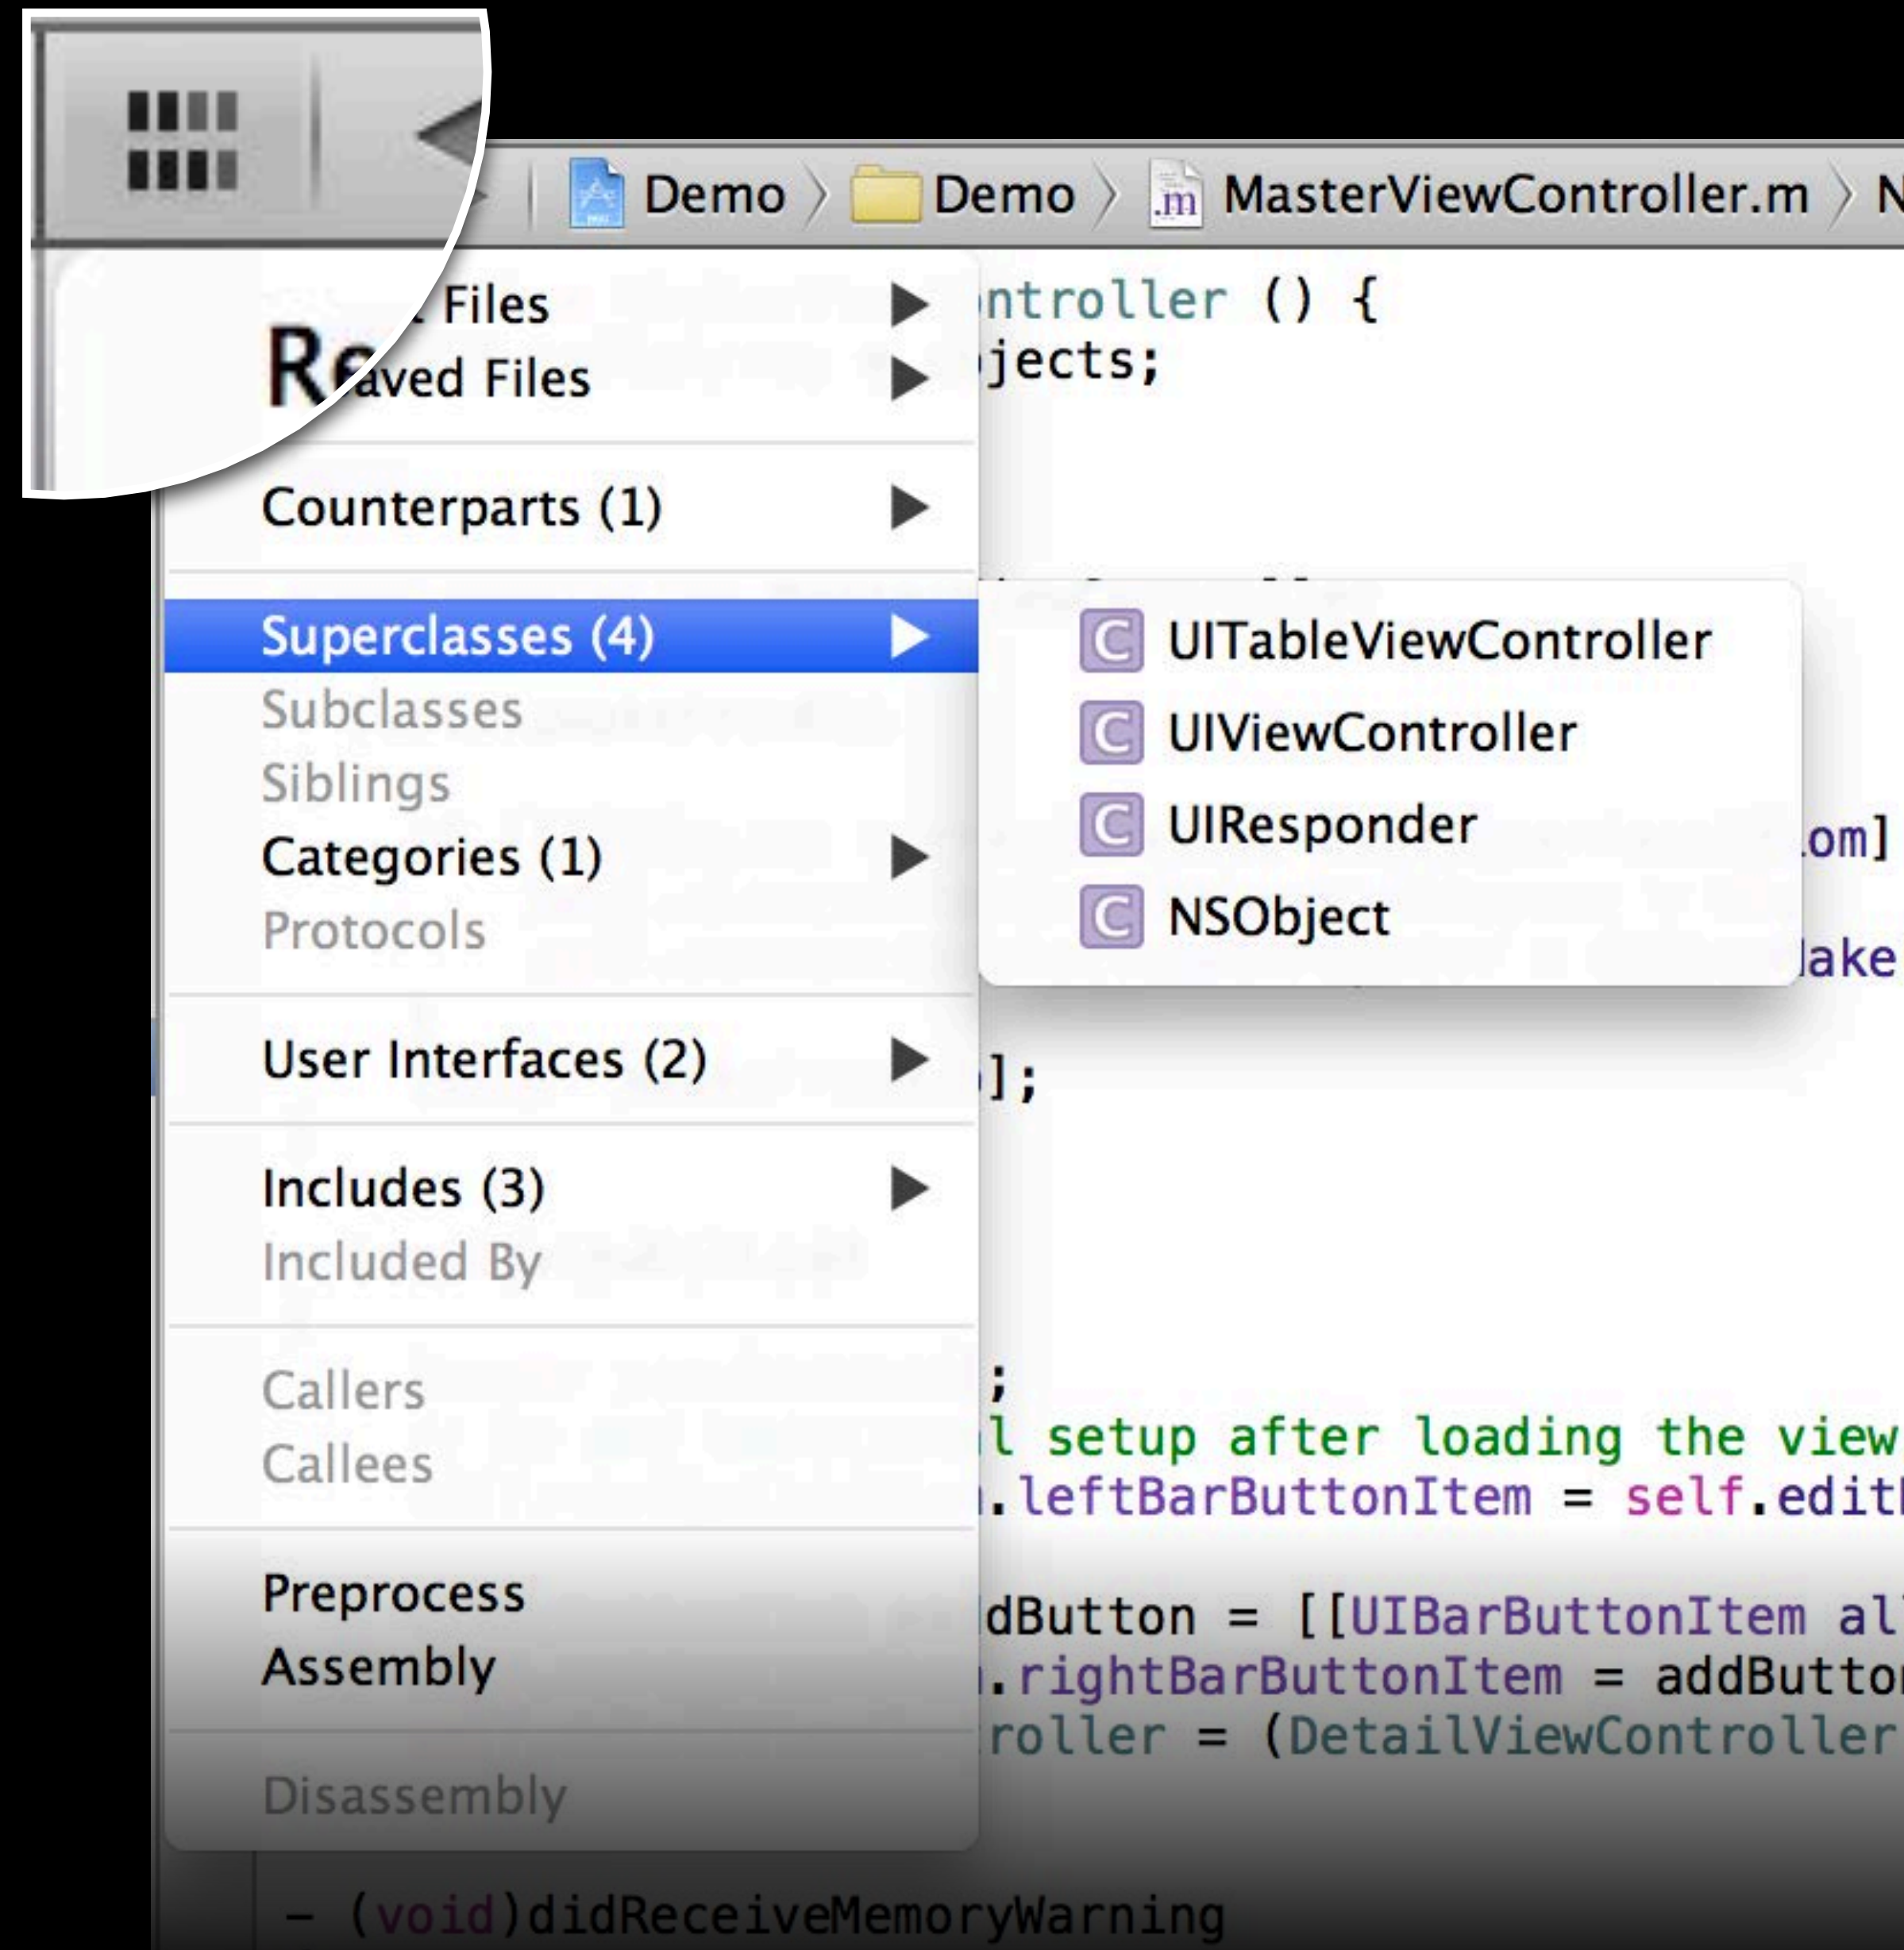 Demo Demo .m MasterViewController.m N
Files
Re
aved Files
Counterparts (1)
Superclasses (4)
Subclasses
Siblings
Categories (1)
Protocols
User Interfaces (2)
Includes (3)
Included By
Callers
Callees
Preprocess
Assembly
Disassembly
C UITableViewController
C UIViewController
C UIResponder
C NSObject
ntroller () {
jects;
om]
ake
];
;
l setup after loading the view
.leftBarButtonItem = self.edit
dButton = [[UIBarButtonItem al
.rightBarButtonItem = addButto
roller = (DetailViewController
- (void)didReceiveMemoryWarning